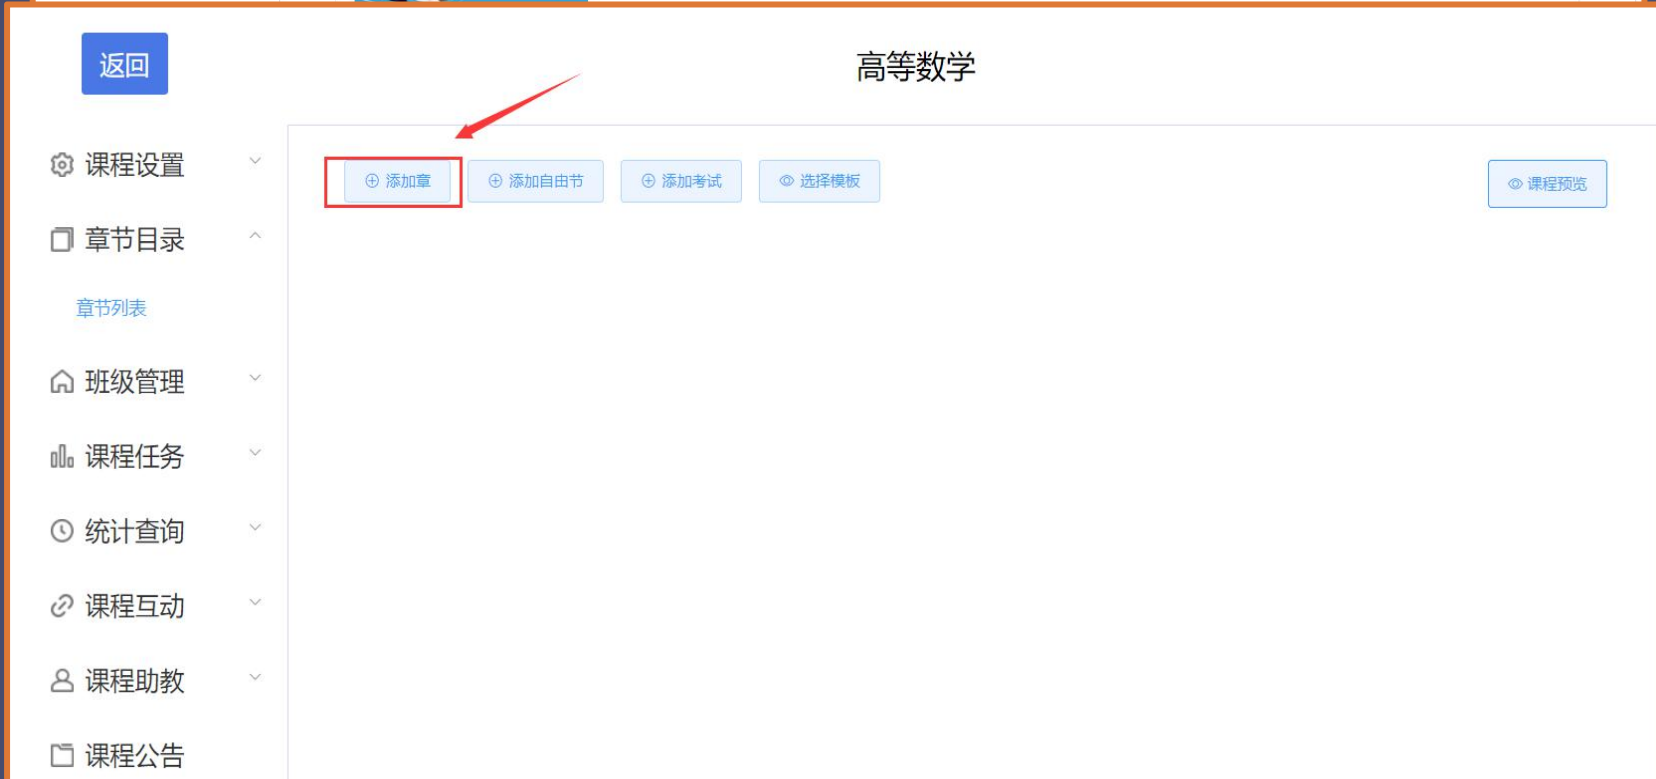 返回
高等数学
课程设置
章节目录
章节列表
班级管理
课程任务
统计查询
课程互动
课程助教
课程公告
添加章 添加自由节 添加考试 选择模板 课程预览